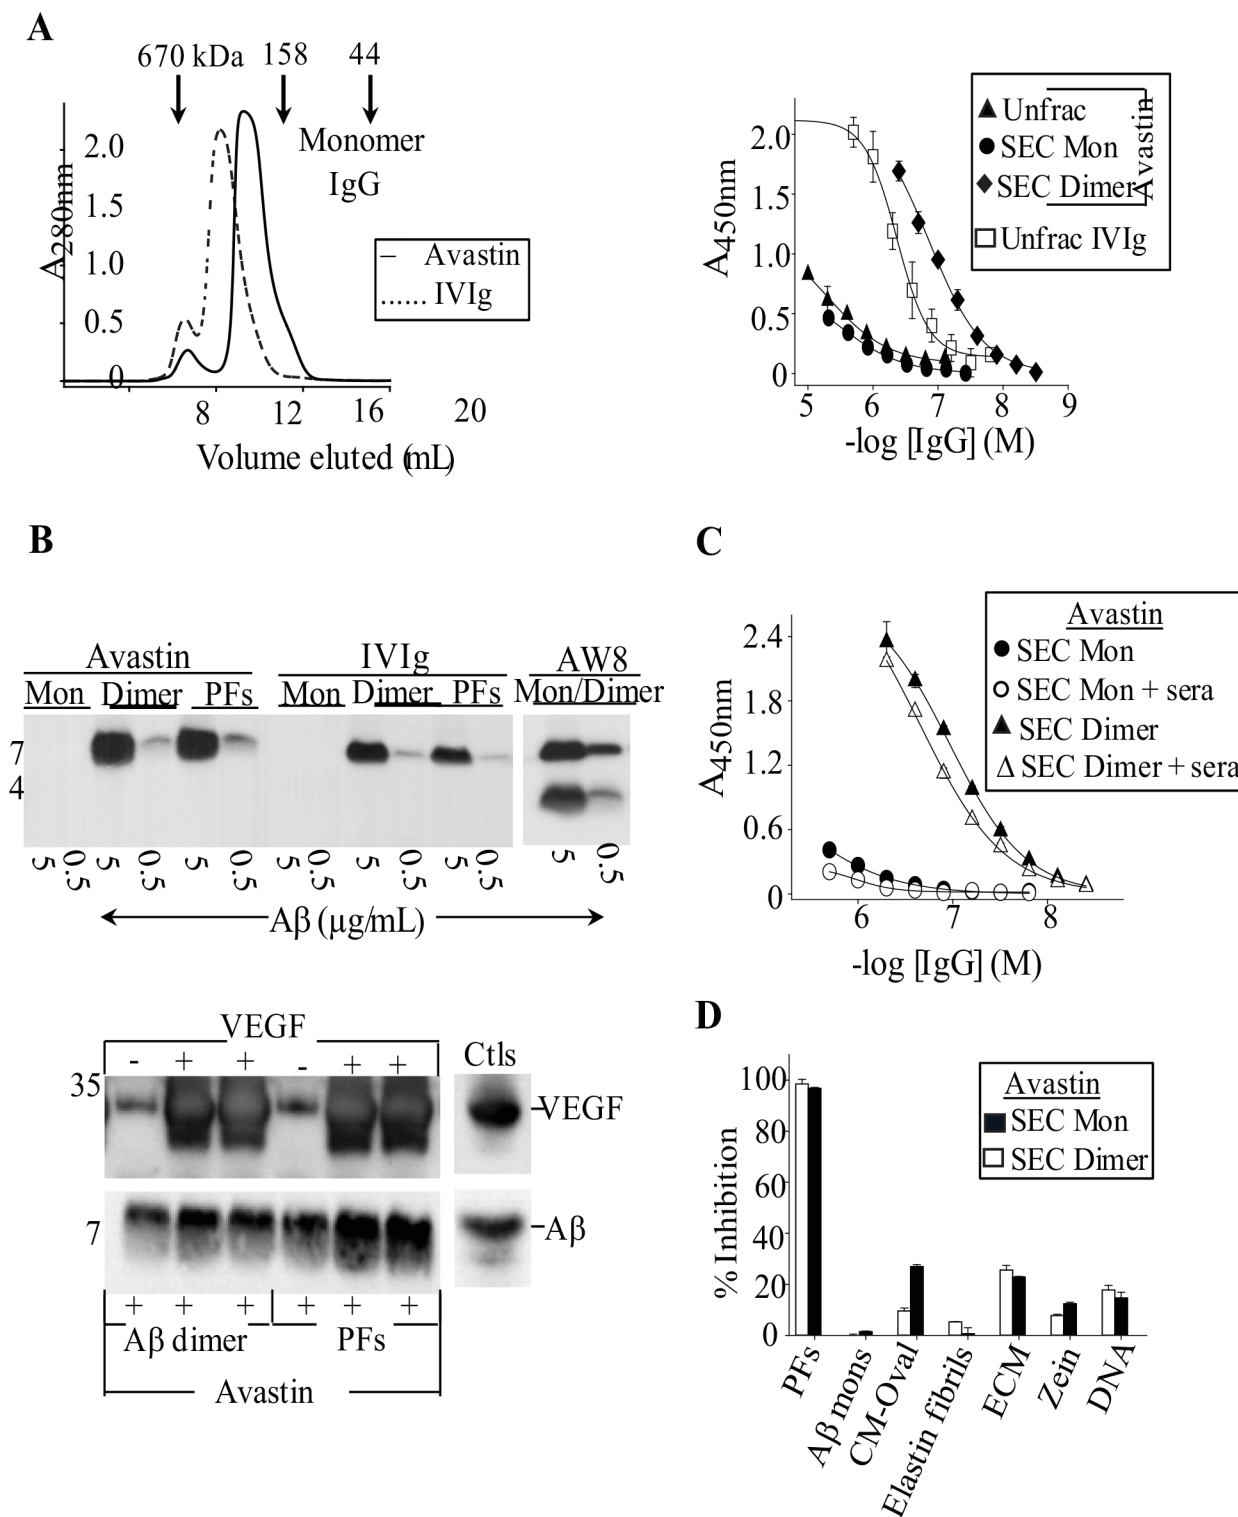 A
670 kDa 158 44
Monomer
IgG
A280nm
2.0
1.5
1.0
0.5
0
— Avastin
...... IVIg
8 12 16 20
Volume eluted (mL)
Unfrac
SEC Mon
SEC Dimer
Avastin
Unfrac IVIg
A450nm
2.0
1.5
1.0
0.5
0
5 6 7 8 9
-log [IgG] (M)
B
Avastin IVIg AW8
Mon Dimer PFs Mon Dimer PFs Mon/Dimer
7
4
5 0.5 5 0.5 5 0.5 5 0.5 5 0.5 5 0.5 5 0.5
Aβ (µg/mL)
VEGF
- + + - + + Ctls
35
VEGF
7
Aβ
+ + + + + +
Aβ dimer PFs
Avastin
C
Avastin
SEC Mon
SEC Mon + sera
SEC Dimer
SEC Dimer + sera
A450nm
2.4
1.8
1.2
0.6
0
6 7 8
-log [IgG] (M)
D
Avastin
SEC Mon
SEC Dimer
% Inhibition
100
80
60
40
20
0
PFs
Aβ mons
CM-Oval
Elastin fibrils
ECM
Zein
DNA